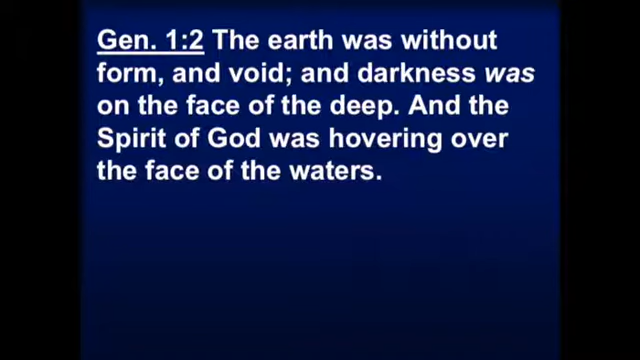 Gen. 1:2 The earth was without
form, and void; and darkness was
on the face of the deep. And the
Spirit of God was hovering over
the face of the waters.